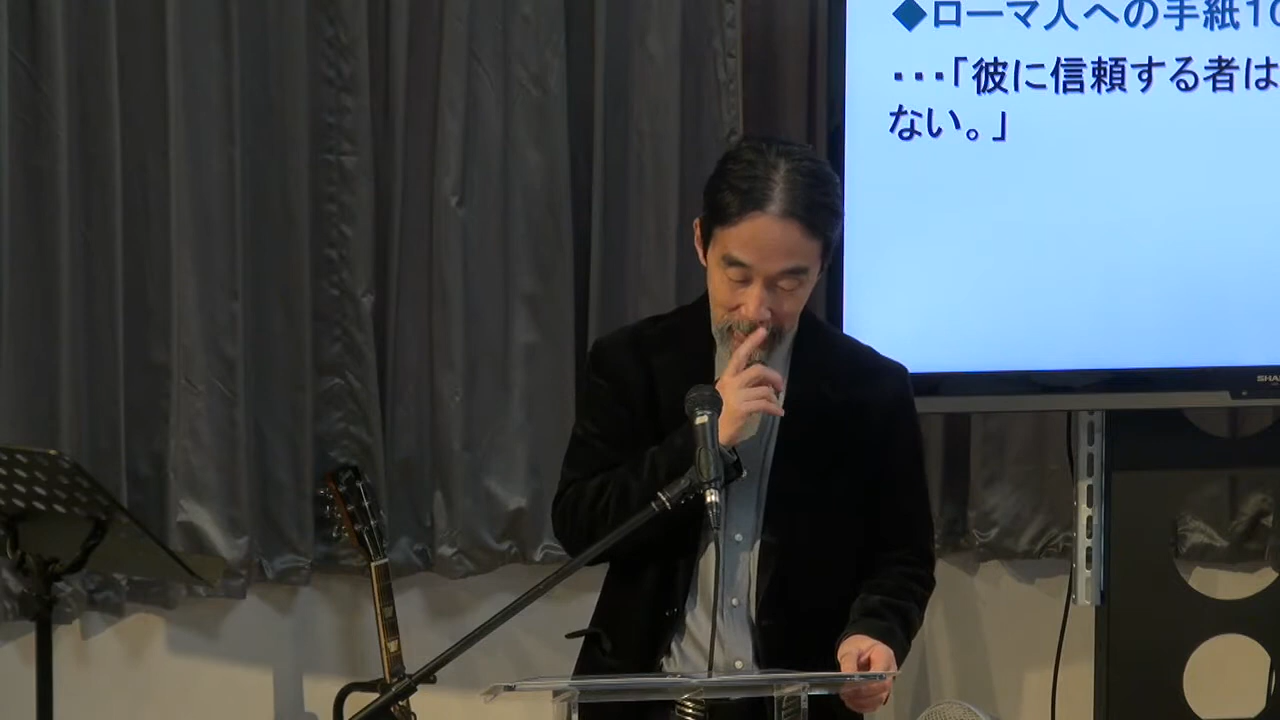 ◆ローマ人への手紙10
・・・「彼に信頼する者は
ない。」